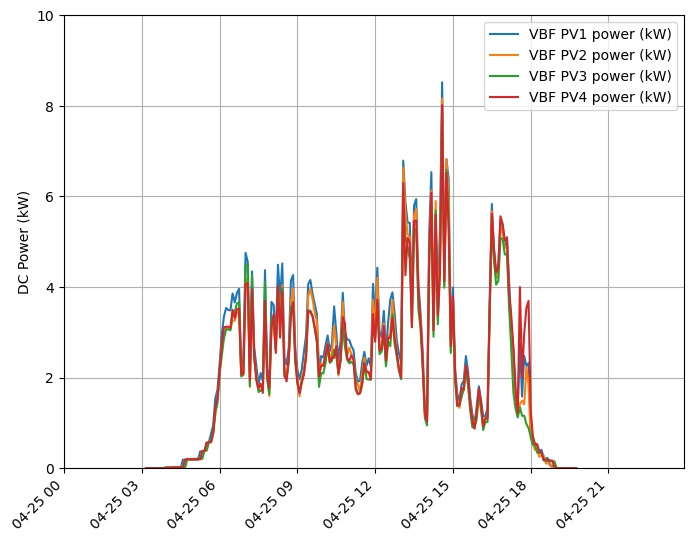 10
8
6
4
2
0
DC Power (kW)
VBF PV1 power (kW)
VBF PV2 power (kW)
VBF PV3 power (kW)
VBF PV4 power (kW)
04-25 00
04-25 03
04-25 06
04-25 09
04-25 12
04-25 15
04-25 18
04-25 21